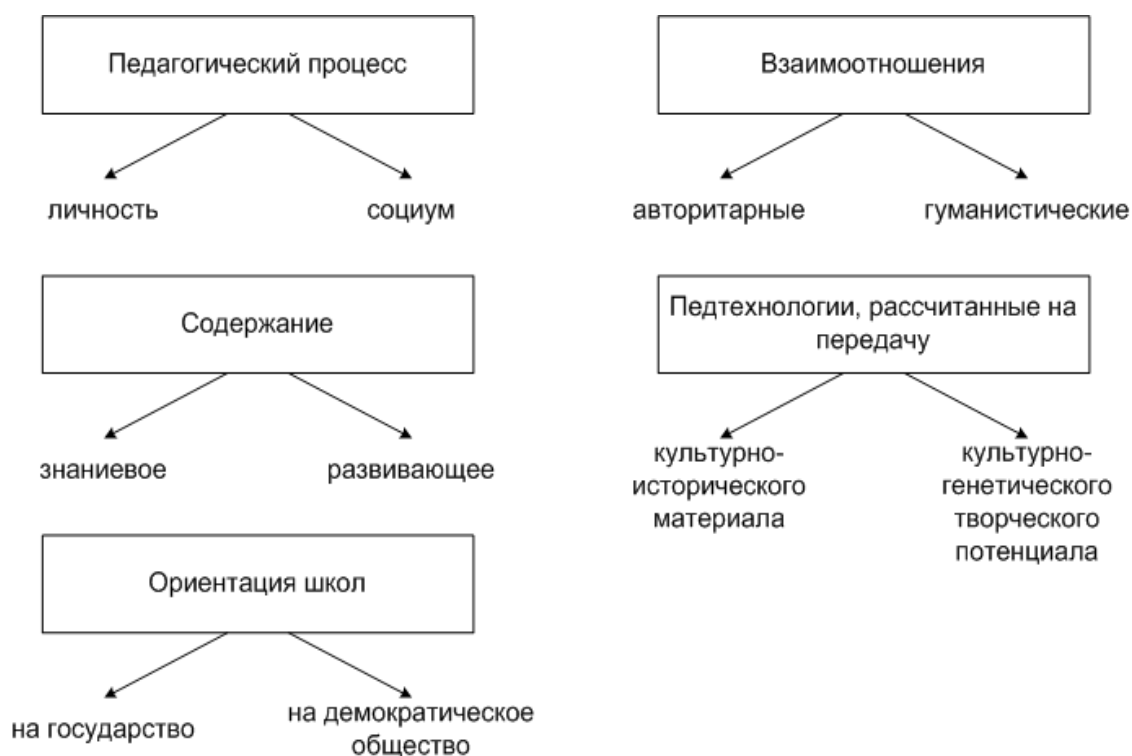 Педагогический процесс
личность
социум
Содержание
знаниевое
развивающее
Ориентация школ
на государство
на демократическое
общество
Взаимоотношения
авторитарные
гуманистические
Педтехнологии, рассчитанные на
передачу
культурно-
исторического
материала
культурно-
генетического
творческого
потенциала